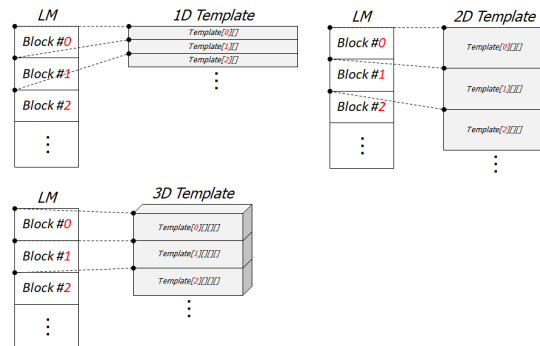 LM
1D Template
Block #0
Block #1
Block #2
Template[0][]
Template[1][]
Template[2][]
LM
2D Template
Block #0
Block #1
Block #2
Template[0][][]
Template[1][][]
Template[2][][]
LM
3D Template
Block #0
Block #1
Block #2
Template[0][][][]
Template[1][][][]
Template[2][][][]